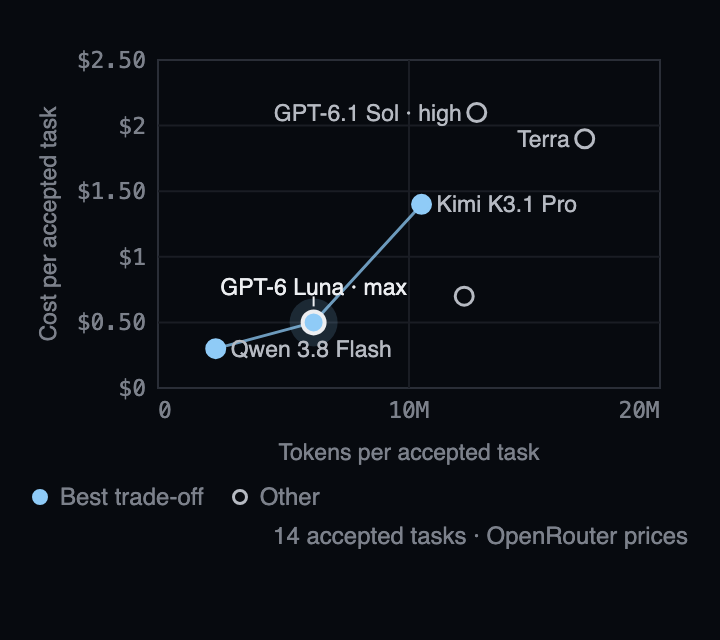 $2.50
GPT-6.1 Sol · high
$2
Terra
Cost per accepted task
$1.50
Kimi K3.1 Pro
$1
GPT-6 Luna · max
$0.50
Qwen 3.8 Flash
$0
0 10M 20M
Tokens per accepted task
Best trade-off Other
14 accepted tasks · OpenRouter prices